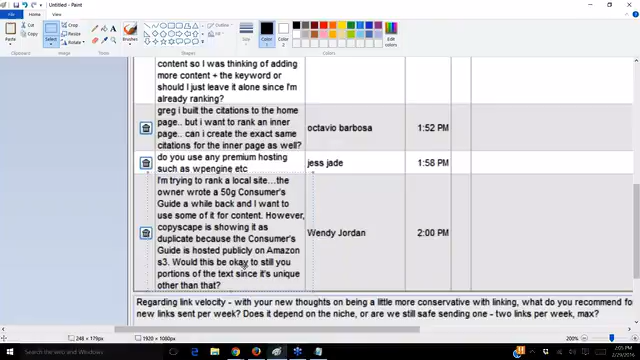 Untitled - Paint
File
Home
View
Cut
Copy
Paste
Crop
Resize
Rotate
Select
Brushes
Outline
Fill
Size
Color 1
Color 2
Edit colors
Clipboard
Image
Tools
Shapes
Colors
content so I was thinking of adding
more content + the keyword or
should I just leave it alone since I'm
already ranking?
greg i built the citations to the home
page.. but i want to rank an inner
page.. can i create the exact same
citations for the inner page as well?
octavio barbosa
1:52 PM
do you use any premium hosting
such as wpengine etc
jess jade
1:58 PM
I'm trying to rank a local site...the
owner wrote a 50g Consumer's
Guide a while back and I want to
use some of it for content. However,
copyscape is showing it as
duplicate because the Consumer's
Guide is hosted publicly on Amazon
s3. Would this be okay to still you
portions of the text since it's unique
other than that?
Wendy Jordan
2:00 PM
Regarding link velocity - with your new thoughts on being a little more conservative with linking, what do you recommend fo
new links sent per week? Does it depend on the niche, or are we still safe sending one - two links per week, max?
248 × 179px
1920 × 1080px
200%
Search the web and Windows
2:05 PM